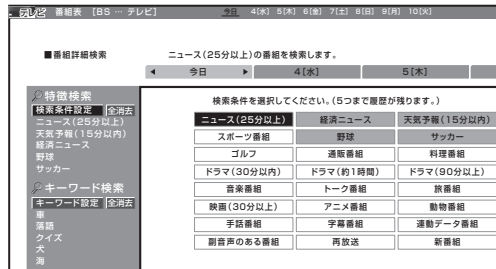 テレビ 番組表 [BS … テレビ] 今日 4[水] 5[木] 6[金] 7[土] 8[日] 9[月] 10[火]
■番組詳細検索 ニュース(25分以上)の番組を検索します。
◀ 今日 ▶ 4[水] 5[木]
特徴検索
検索条件設定 全消去
ニュース(25分以上)
天気予報(15分以内)
経済ニュース
野球
サッカー
キーワード検索
キーワード設定 全消去
車
落語
クイズ
犬
海
検索条件を選択してください。(5つまで履歴が残ります。)
ニュース(25分以上) 経済ニュース 天気予報(15分以内)
スポーツ番組 野球 サッカー
ゴルフ 通販番組 料理番組
ドラマ(30分以内) ドラマ(約1時間) ドラマ(90分以上)
音楽番組 トーク番組 旅番組
映画(30分以上) アニメ番組 動物番組
手話番組 字幕番組 連動データ番組
副音声のある番組 再放送 新番組